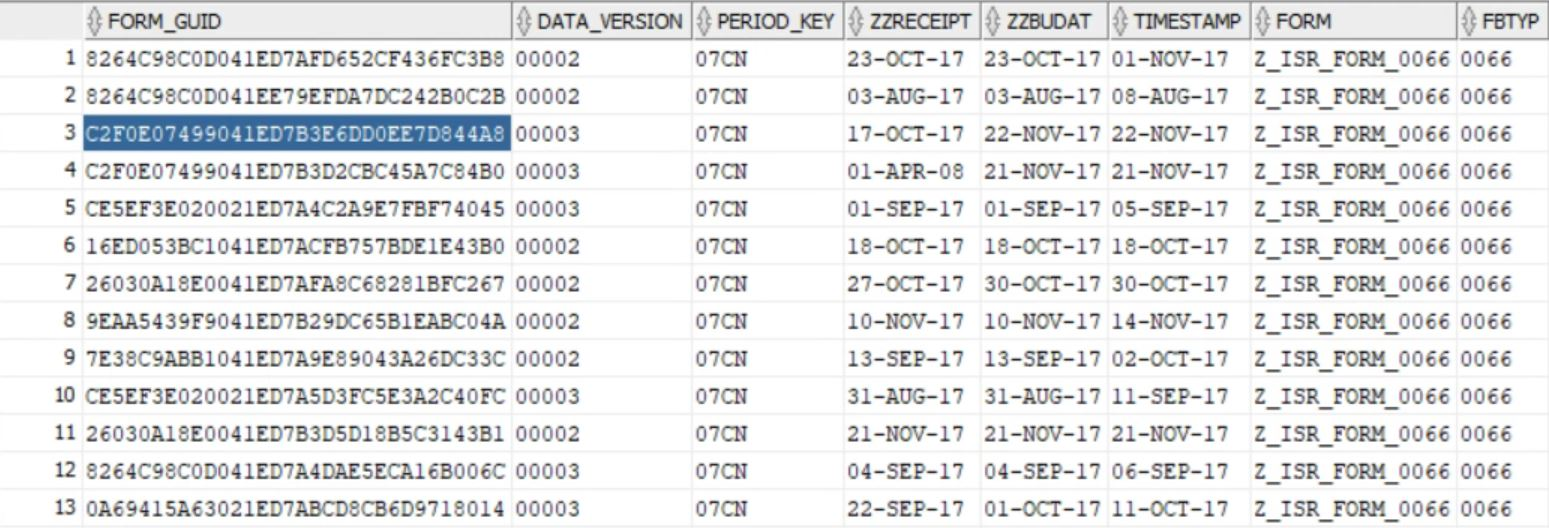 FORM_GUID DATA_VERSION PERIOD_KEY ZZRECEIPT ZZBUDAT TIMESTAMP FORM FBTYP
1 8264C98C0D041ED7AFD652CF436FC3B8 00002 07CN 23-OCT-17 23-OCT-17 01-NOV-17 Z_ISR_FORM_0066 0066
2 8264C98C0D041EE79EFDA7DC242B0C2B 00002 07CN 03-AUG-17 03-AUG-17 08-AUG-17 Z_ISR_FORM_0066 0066
3 C2F0E07499041ED7B3E6DD0EE7D844A8 00003 07CN 17-OCT-17 22-NOV-17 22-NOV-17 Z_ISR_FORM_0066 0066
4 C2F0E07499041ED7B3D2CBC45A7C84B0 00003 07CN 01-APR-08 21-NOV-17 21-NOV-17 Z_ISR_FORM_0066 0066
5 CE5EF3E020021ED7A4C2A9E7FBF74045 00003 07CN 01-SEP-17 01-SEP-17 05-SEP-17 Z_ISR_FORM_0066 0066
6 16ED053BC1041ED7ACFB757BDE1E43B0 00002 07CN 18-OCT-17 18-OCT-17 18-OCT-17 Z_ISR_FORM_0066 0066
7 26030A18E0041ED7AFA8C68281BFC267 00002 07CN 27-OCT-17 30-OCT-17 30-OCT-17 Z_ISR_FORM_0066 0066
8 9EAA5439F9041ED7B29DC65B1EABC04A 00002 07CN 10-NOV-17 10-NOV-17 14-NOV-17 Z_ISR_FORM_0066 0066
9 7E38C9ABB1041ED7A9E89043A26DC33C 00002 07CN 13-SEP-17 13-SEP-17 02-OCT-17 Z_ISR_FORM_0066 0066
10 CE5EF3E020021ED7A5D3FC5E3A2C40FC 00003 07CN 31-AUG-17 31-AUG-17 11-SEP-17 Z_ISR_FORM_0066 0066
11 26030A18E0041ED7B3D5D18B5C3143B1 00002 07CN 21-NOV-17 21-NOV-17 21-NOV-17 Z_ISR_FORM_0066 0066
12 8264C98C0D041ED7A4DAE5ECA16B006C 00003 07CN 04-SEP-17 04-SEP-17 06-SEP-17 Z_ISR_FORM_0066 0066
13 0A69415A63021ED7ABCD8CB6D9718014 00003 07CN 22-SEP-17 01-OCT-17 11-OCT-17 Z_ISR_FORM_0066 0066